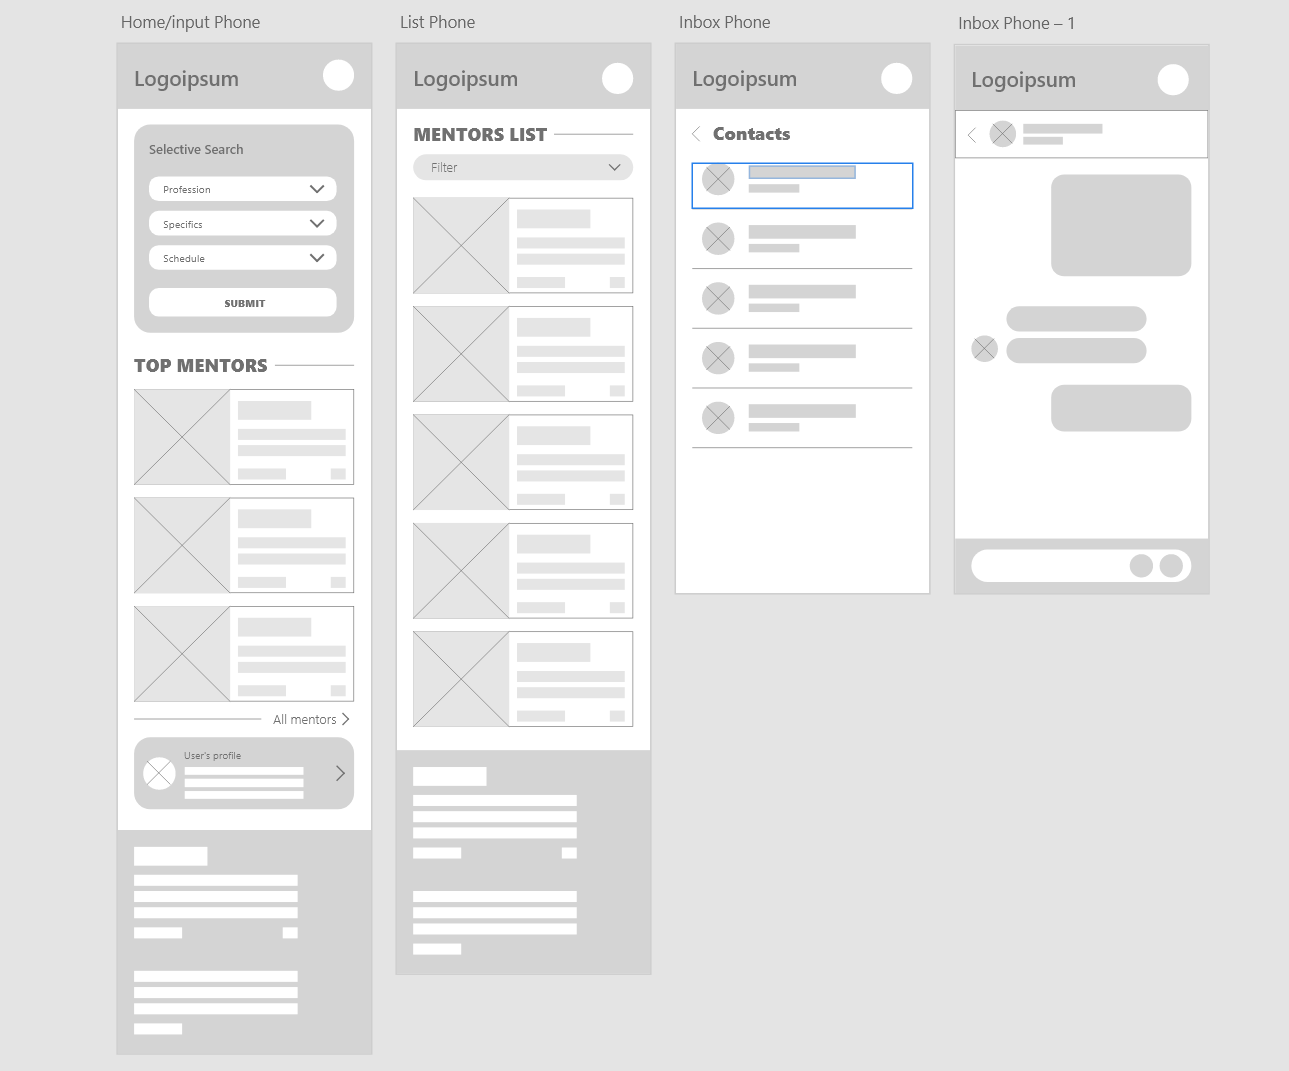 Home/input Phone
Logoipsum
Selective Search
Profession
Specifics
Schedule
SUBMIT
TOP MENTORS
All mentors
User's profile
List Phone
Logoipsum
MENTORS LIST
Filter
Inbox Phone
Logoipsum
Contacts
Inbox Phone – 1
Logoipsum